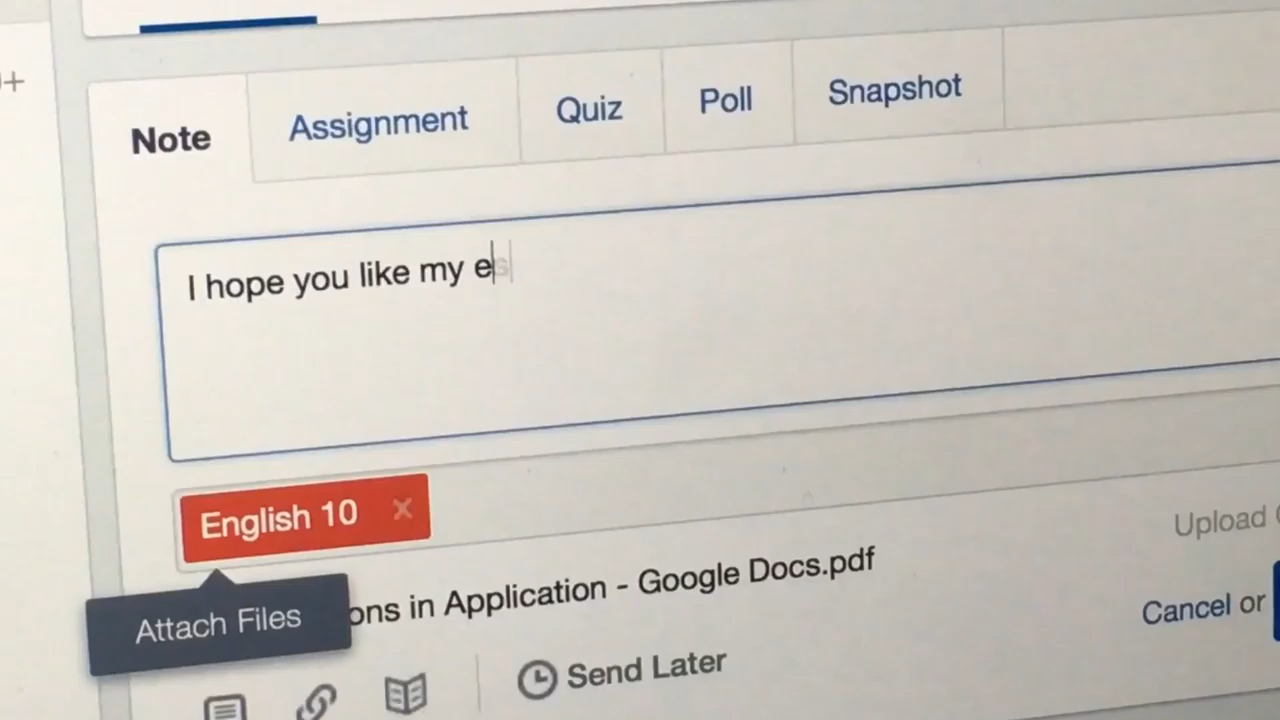 +
Note Assignment Quiz Poll Snapshot
I hope you like my es
English 10 ×
Attach Files
ons in Application - Google Docs.pdf
Upload
Cancel or
Send Later